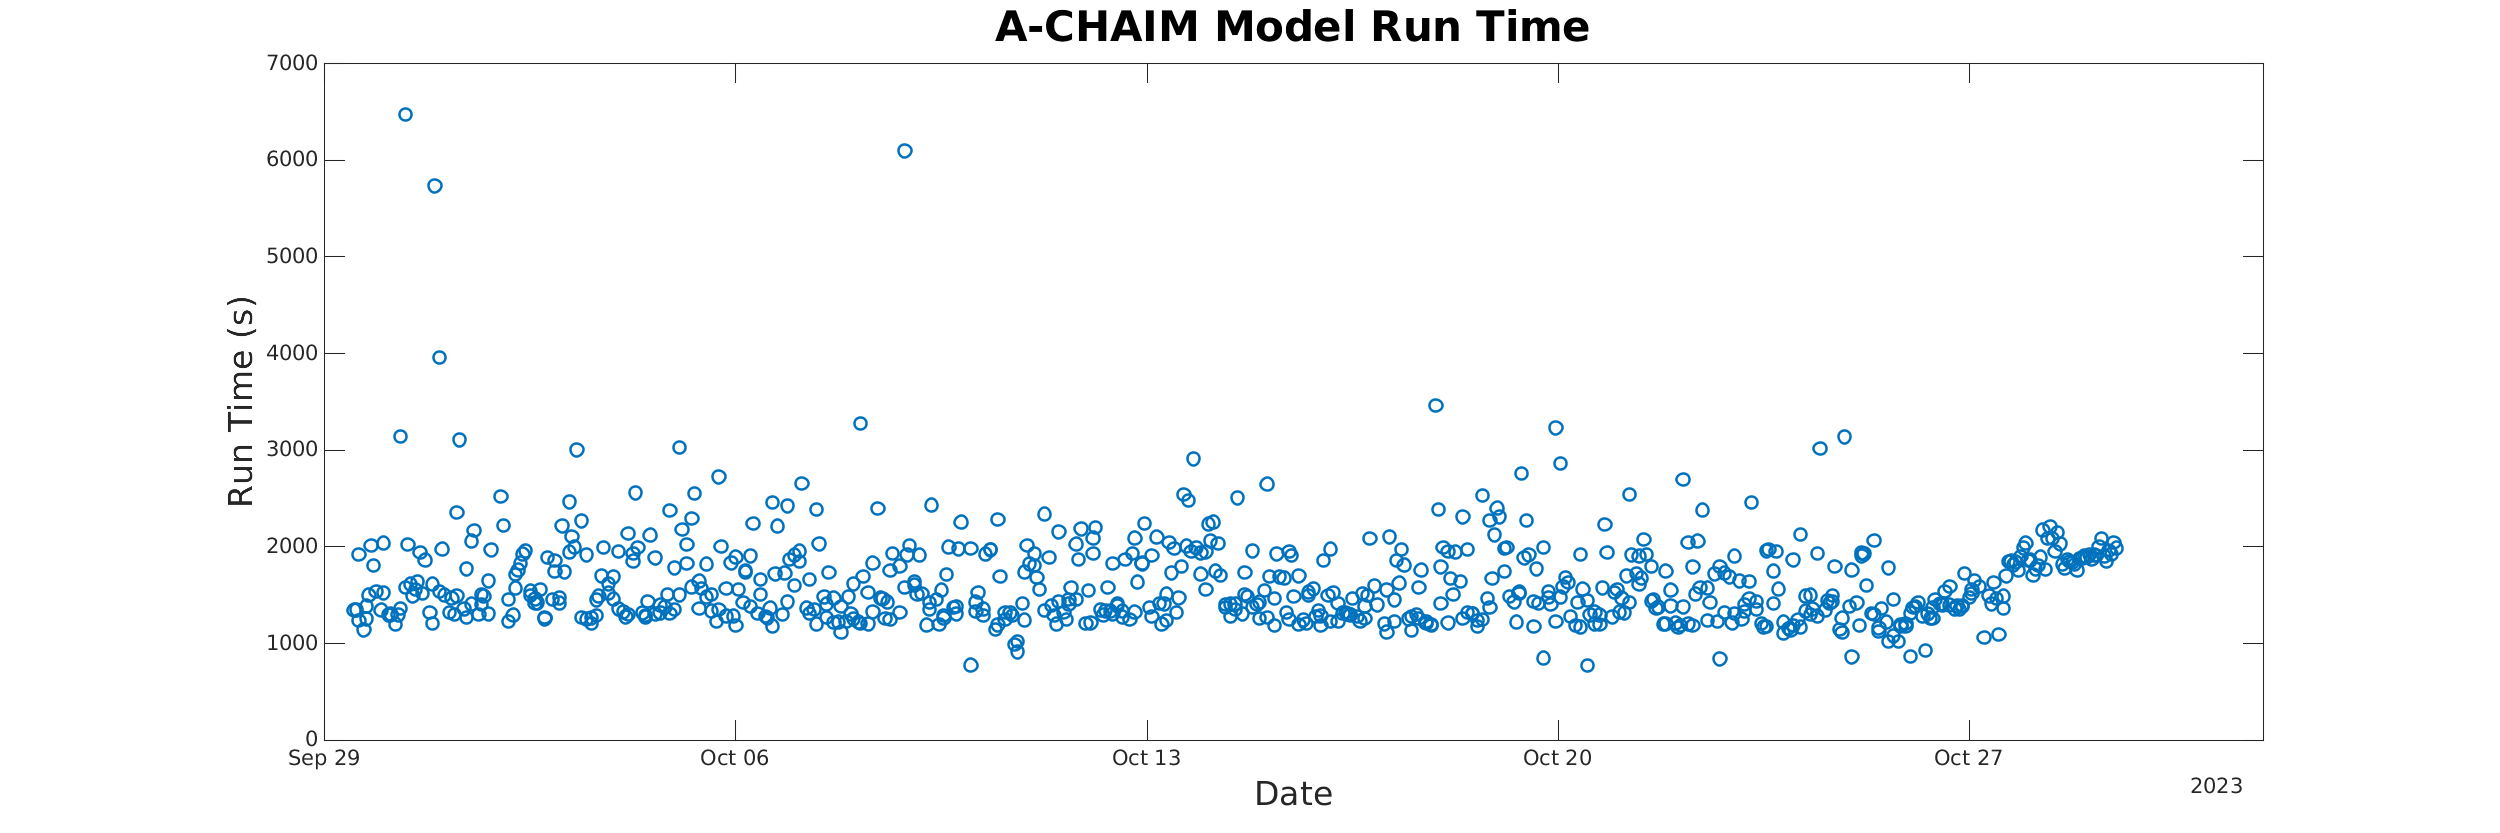 A-CHAIM Model Run Time
7000
6000
5000
4000
3000
2000
1000
0
Run Time (s)
Sep 29 Oct 06 Oct 13 Oct 20 Oct 27
2023
Date